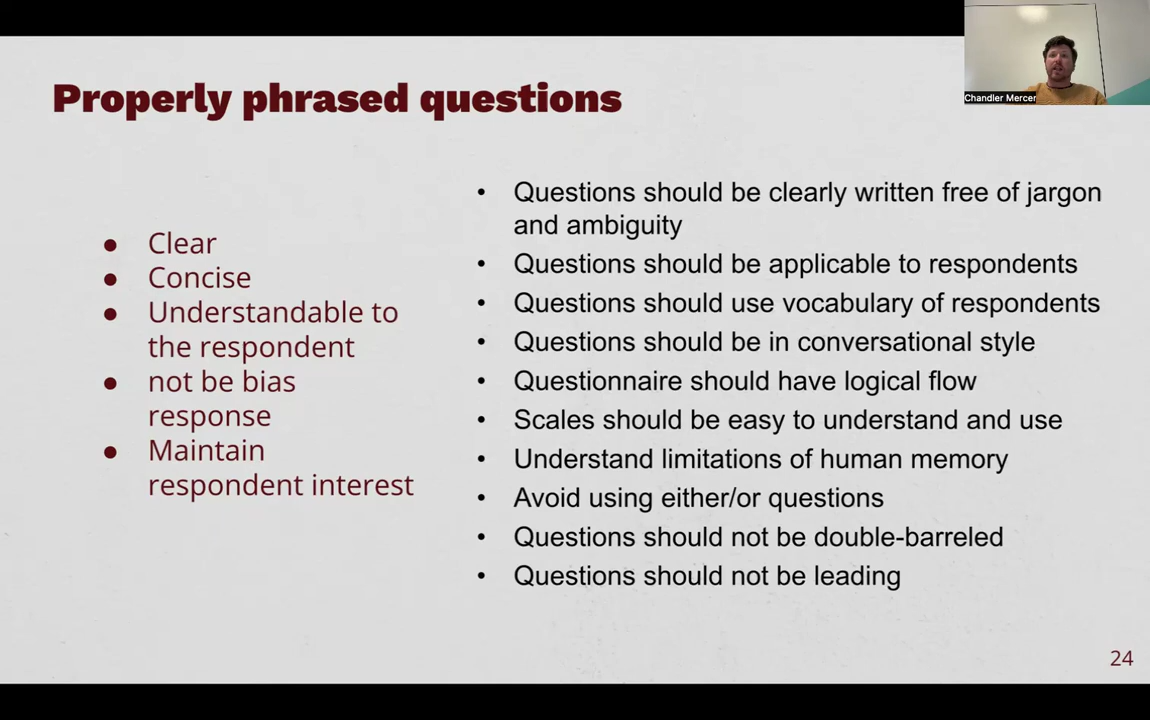 Properly phrased questions
Chandler Mercer
Clear
Concise
Understandable to
the respondent
not be bias
response
Maintain
respondent interest
Questions should be clearly written free of jargon
and ambiguity
Questions should be applicable to respondents
Questions should use vocabulary of respondents
Questions should be in conversational style
Questionnaire should have logical flow
Scales should be easy to understand and use
Understand limitations of human memory
Avoid using either/or questions
Questions should not be double-barreled
Questions should not be leading
24